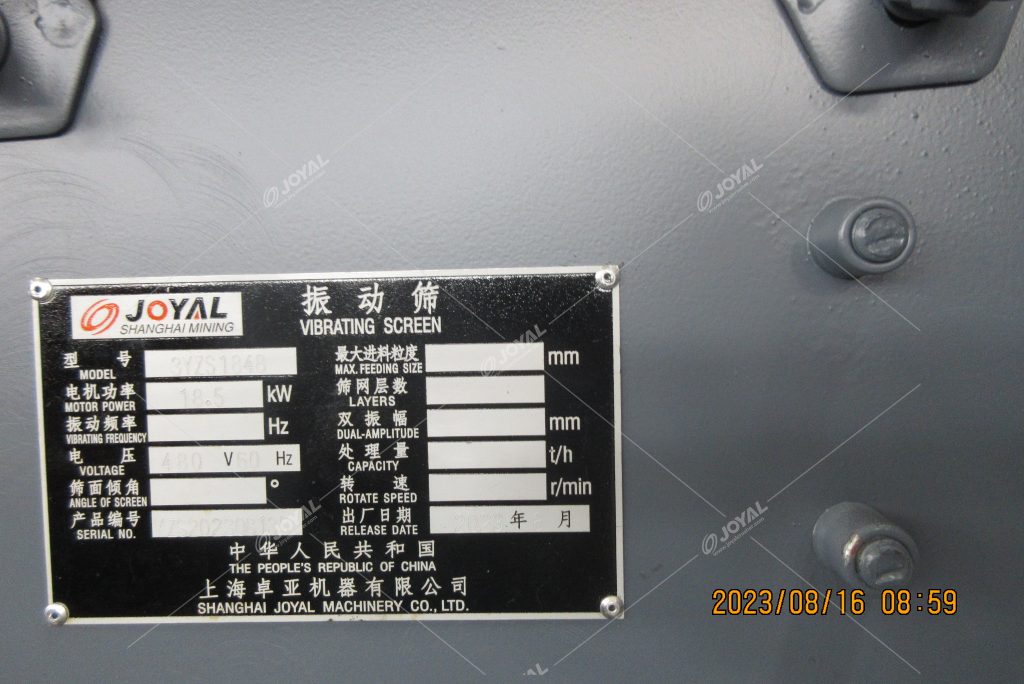 JOYAL
SHANGHAI MINING
振动筛
VIBRATING SCREEN
型 号
MODEL
3YZS1848
电机功率
MOTOR POWER
18.5 kW
振动频率
VIBRATING FREQUENCY
Hz
电 压
VOLTAGE
480 V 60 Hz
筛面倾角
ANGLE OF SCREEN
°
产品编号
SERIAL NO.
最大进料粒度
MAX. FEEDING SIZE
mm
筛网层数
LAYERS
双振幅
DUAL-AMPLITUDE
mm
处理量
CAPACITY
t/h
转 速
ROTATE SPEED
r/min
出厂日期
RELEASE DATE
年 月
中华人民共和国
THE PEOPLE'S REPUBLIC OF CHINA
上海卓亚机器有限公司
SHANGHAI JOYAL MACHINERY CO., LTD.
2023/08/16 08:59
JOYAL
JOYAL
JOYAL
JOYAL
JOYAL
JOYAL